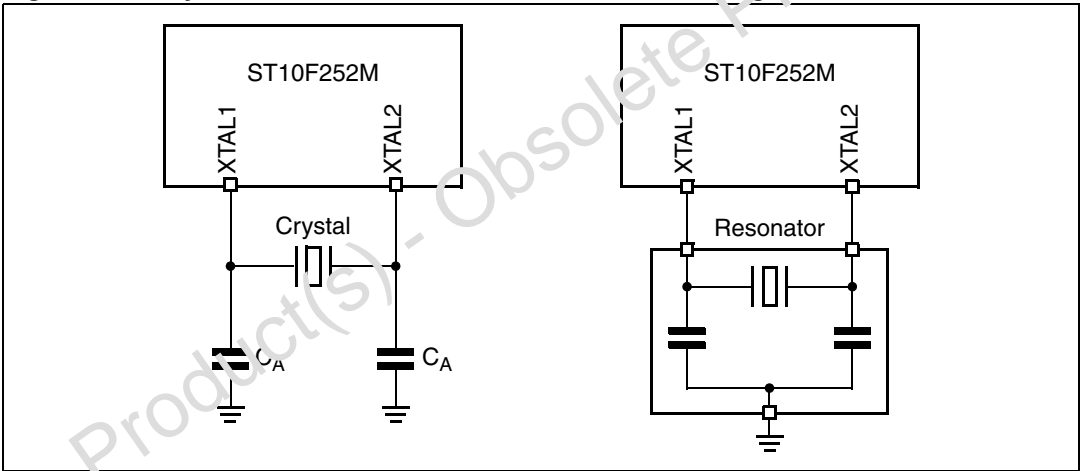 ST10F252M
XTAL1
XTAL2
Crystal
CA
CA
ST10F252M
XTAL1
XTAL2
Resonator
Product(s) - Obsolete P